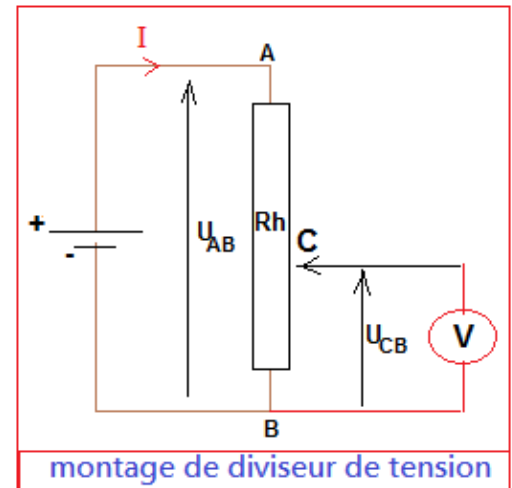 I
A
+
-
U_AB
Rh
C
U_CB
V
B
montage de diviseur de tension